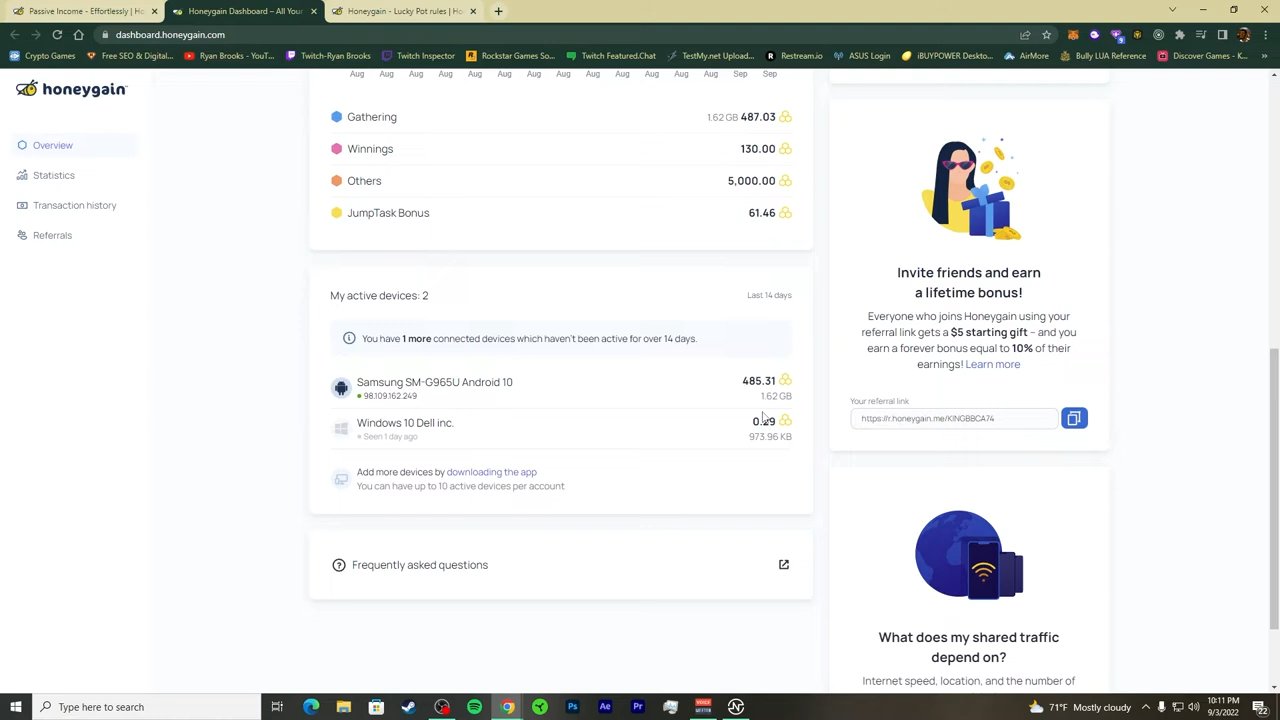 Passive Income - Effortlessly | Ho
Honeygain Dashboard – All Your
Honeygain - Lucky Pot rules | Ho
dashboard.honeygain.com
Crypto Games
Free SEO & Digital...
Ryan Brooks - YouT...
Twitch-Ryan Brooks
Twitch Inspector
Rockstar Games So...
Twitch Featured.Chat
TestMy.net Upload...
Restream.io
ASUS Login
iBUYPOWER Deskto...
AirMore
Bully LUA Reference
Discover Games - K...
honeygain
Overview
Statistics
Transaction history
Referrals
Aug Aug Aug Aug Aug Aug Aug Aug Aug Aug Aug Aug Aug Sep Sep
Gathering 1.62 GB 487.03
Winnings 130.00
Others 5,000.00
JumpTask Bonus 61.46
My active devices: 2 Last 14 days
You have 1 more connected devices which haven't been active for over 14 days.
Samsung SM-G965U Android 10 485.31
98.109.162.249 1.62 GB
Windows 10 Dell inc.
Seen 1 day ago 973.96 KB
Add more devices by downloading the app
You can have up to 10 active devices per account
Frequently asked questions
Invite friends and earn
a lifetime bonus!
Everyone who joins Honeygain using your
referral link gets a $5 starting gift – and you
earn a forever bonus equal to 10% of their
earnings! Learn more
Your referral link
https://r.honeygain.me/KINGBBCA74
What does my shared traffic
depend on?
Internet speed, location, and the number of
Type here to search
71°F Mostly cloudy
10:11 PM
9/3/2022